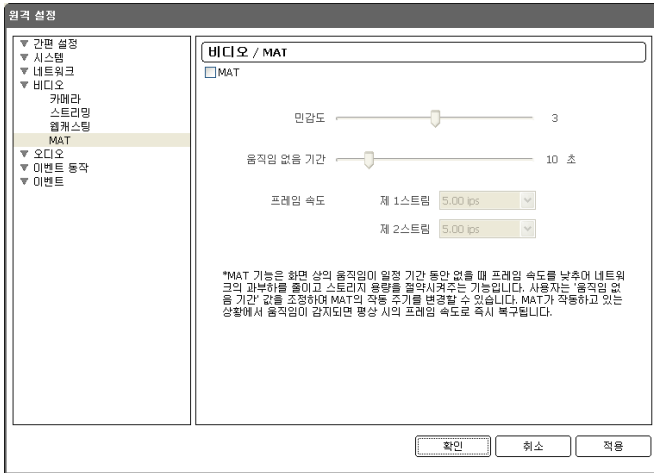 원격 설정
▼ 간편 설정
▼ 시스템
▼ 네트워크
▼ 비디오
카메라
스트리밍
웹캐스팅
MAT
▼ 오디오
▼ 이벤트 동작
▼ 이벤트
비디오 / MAT
MAT
민감도 3
움직임 없음 기간 10 초
프레임 속도 제 1스트림 5.00 ips
제 2스트림 5.00 ips
*MAT 기능은 화면 상의 움직임이 일정 기간 동안 없을 때 프레임 속도를 낮추어 네트워
크의 과부하를 줄이고 스토리지 용량을 절약시켜주는 기능입니다. 사용자는 '움직임 없
음 기간' 값을 조정하여 MAT의 작동 주기를 변경할 수 있습니다. MAT가 작동하고 있는
상황에서 움직임이 감지되면 평상 시의 프레임 속도로 즉시 복구됩니다.
확인 취소 적용